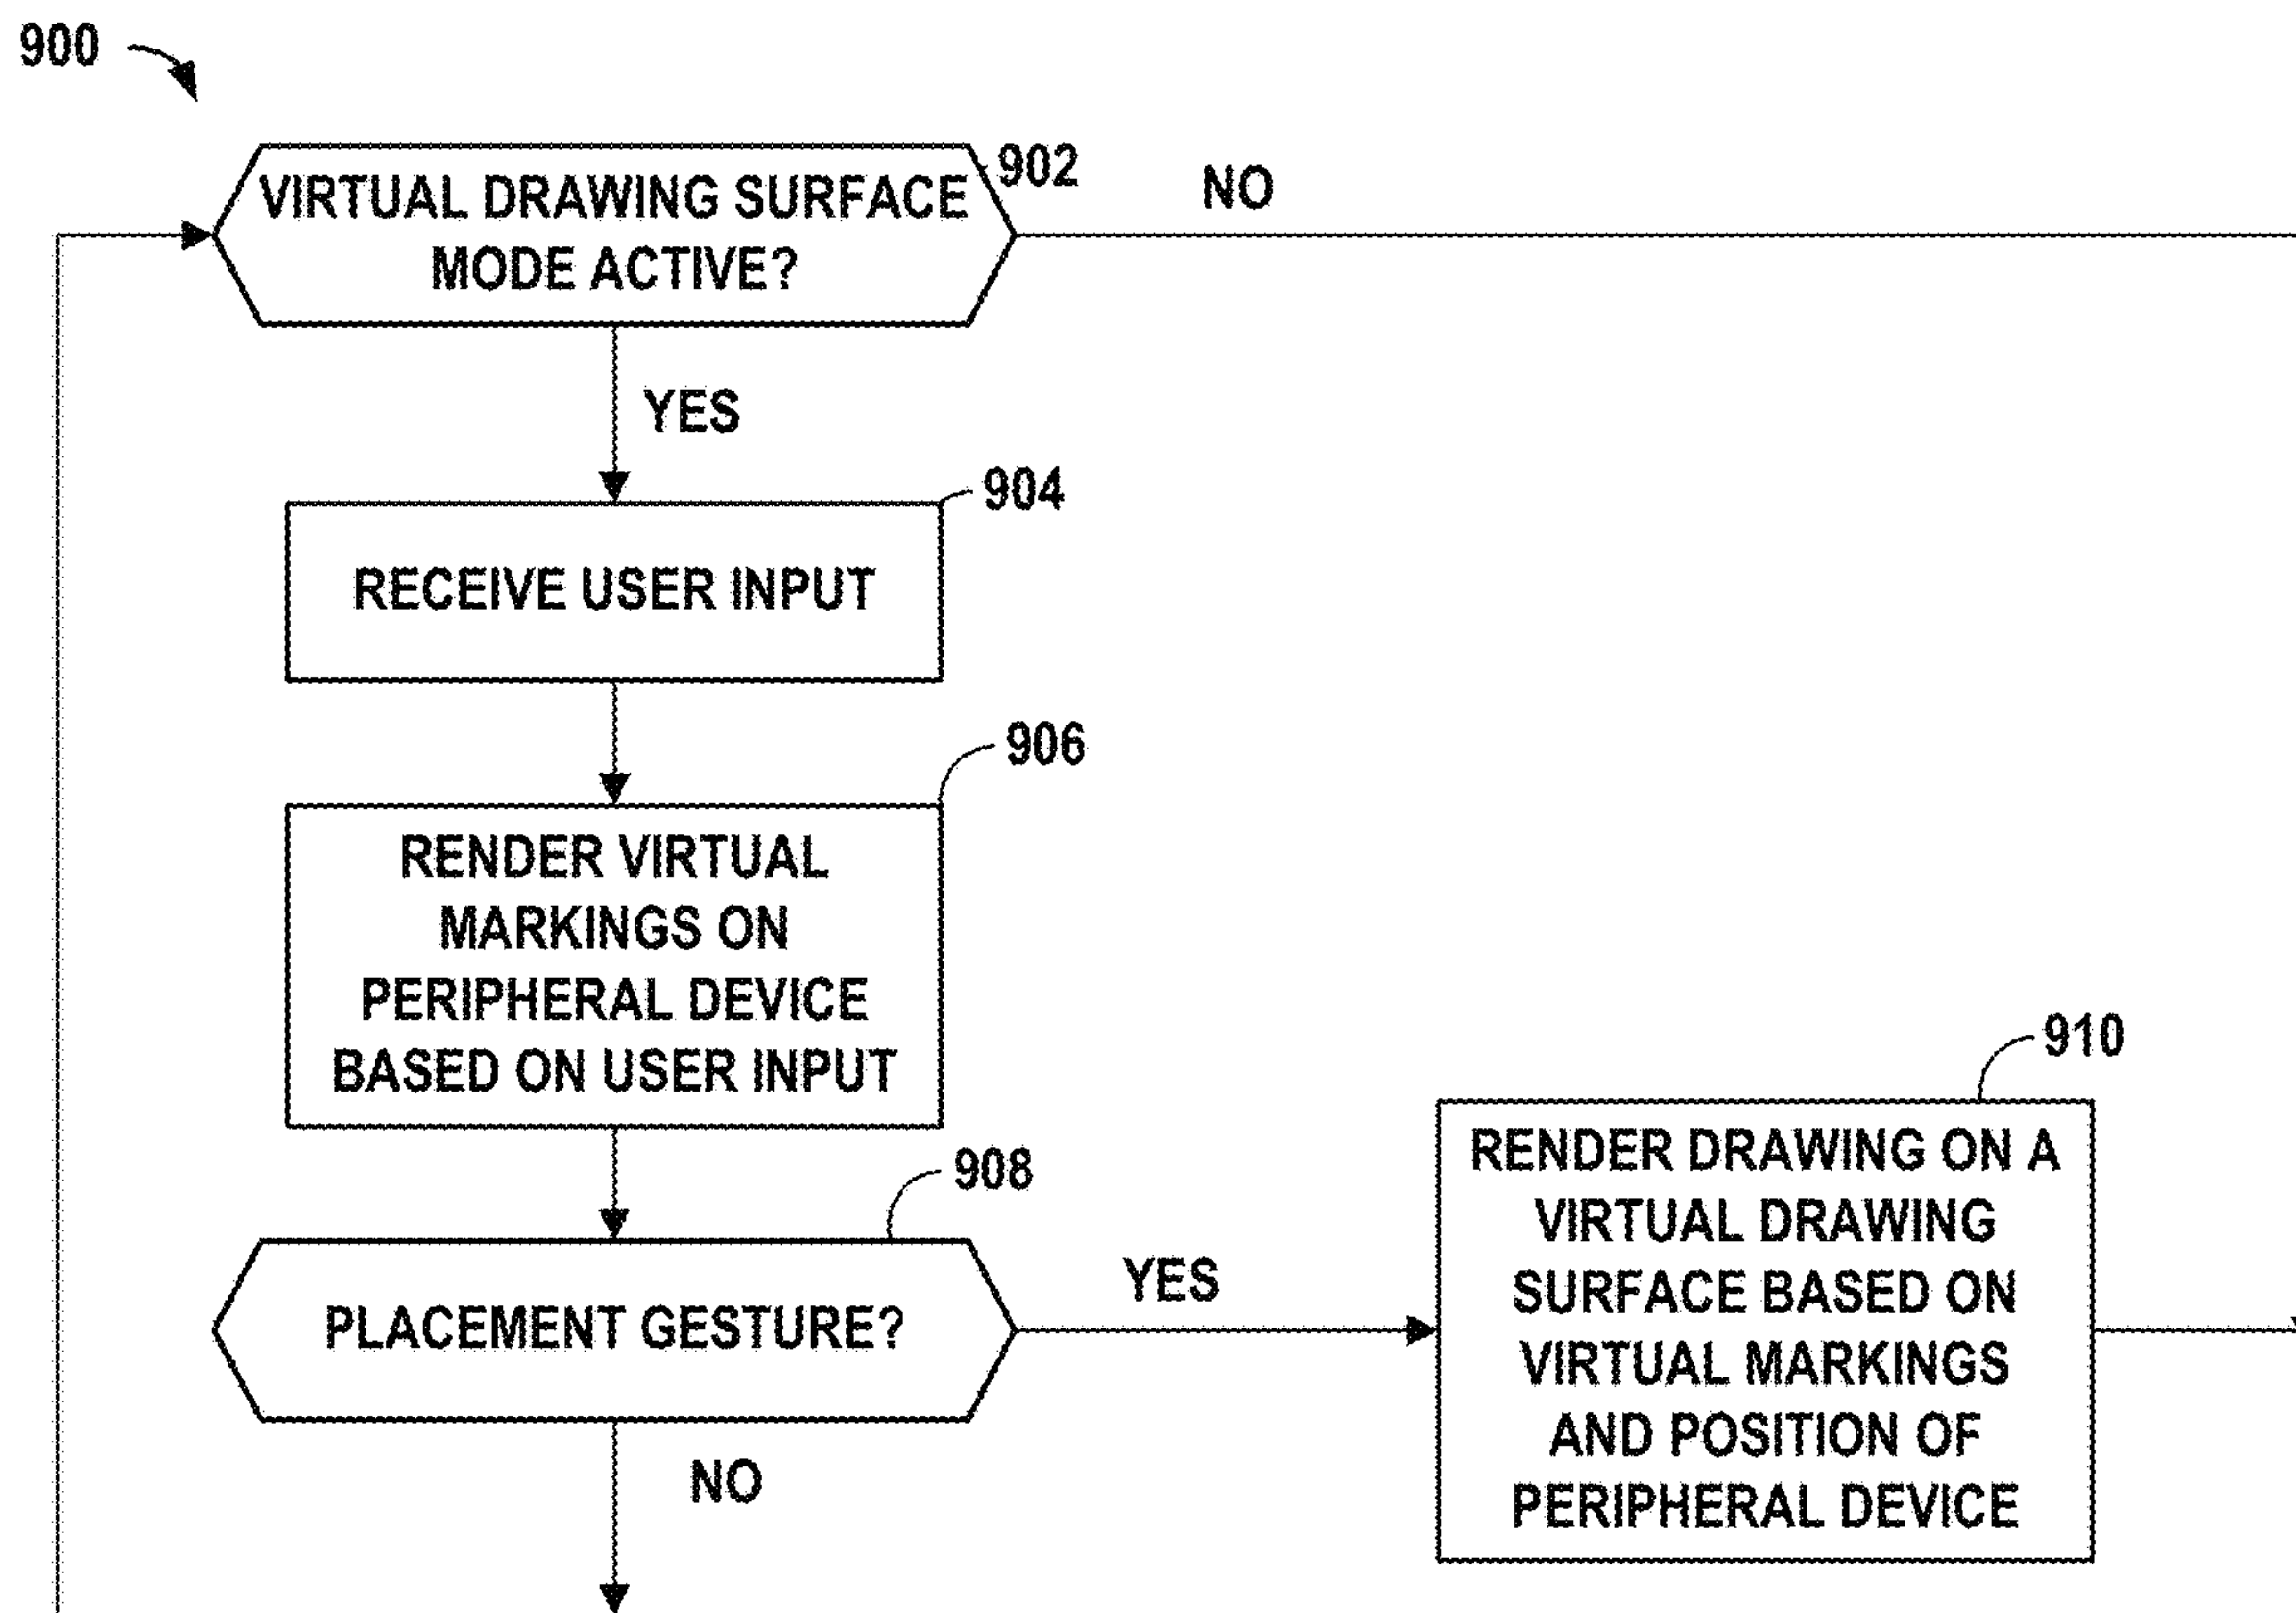 900
902
VIRTUAL DRAWING SURFACE
MODE ACTIVE?
NO
YES
904
RECEIVE USER INPUT
906
RENDER VIRTUAL
MARKINGS ON
PERIPHERAL DEVICE
BASED ON USER INPUT
908
PLACEMENT GESTURE?
YES
NO
910
RENDER DRAWING ON A
VIRTUAL DRAWING
SURFACE BASED ON
VIRTUAL MARKINGS
AND POSITION OF
PERIPHERAL DEVICE